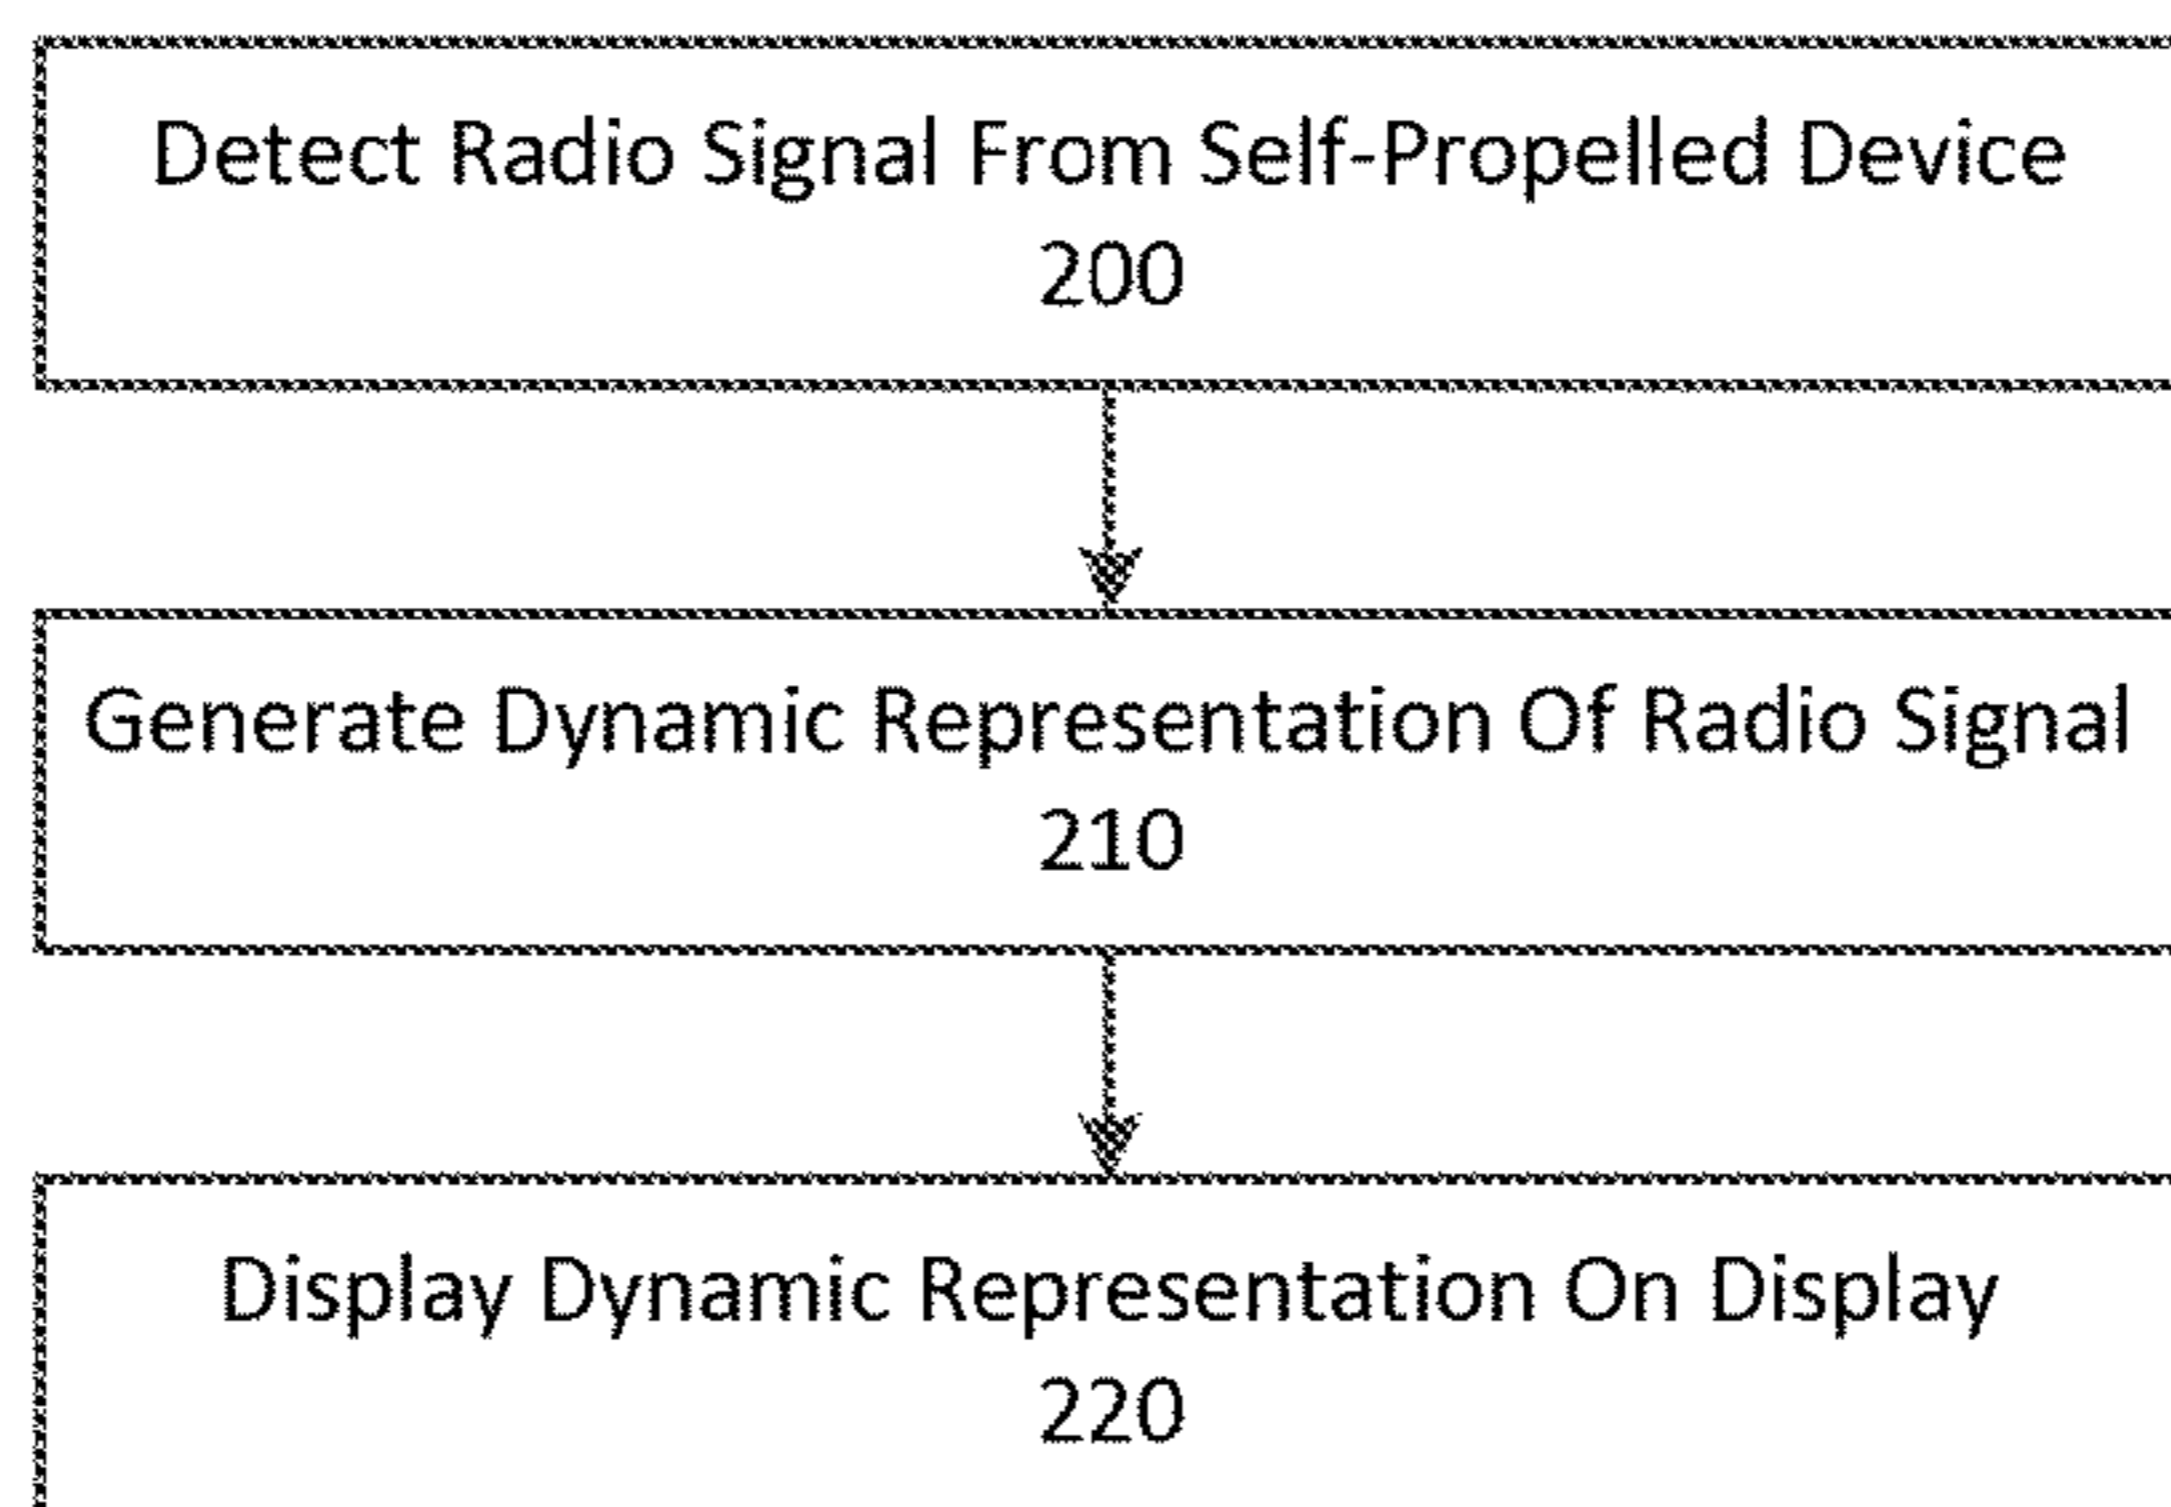 Detect Radio Signal From Self-Propelled Device
200
Generate Dynamic Representation Of Radio Signal
210
Display Dynamic Representation On Display
220